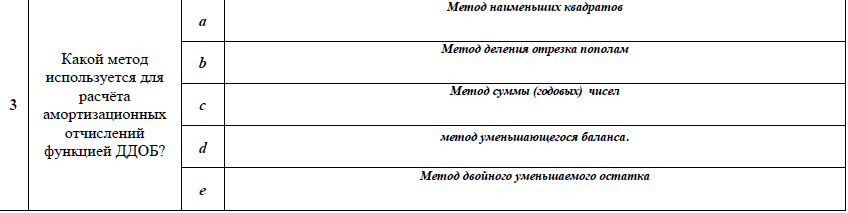 3
Какой метод
используется для
расчёта
амортизационных
отчислений
функцией ДДОБ?
a
Метод наименьших квадратов
b
Метод деления отрезка пополам
c
Метод суммы (годовых) чисел
d
метод уменьшающегося баланса.
e
Метод двойного уменьшаемого остатка